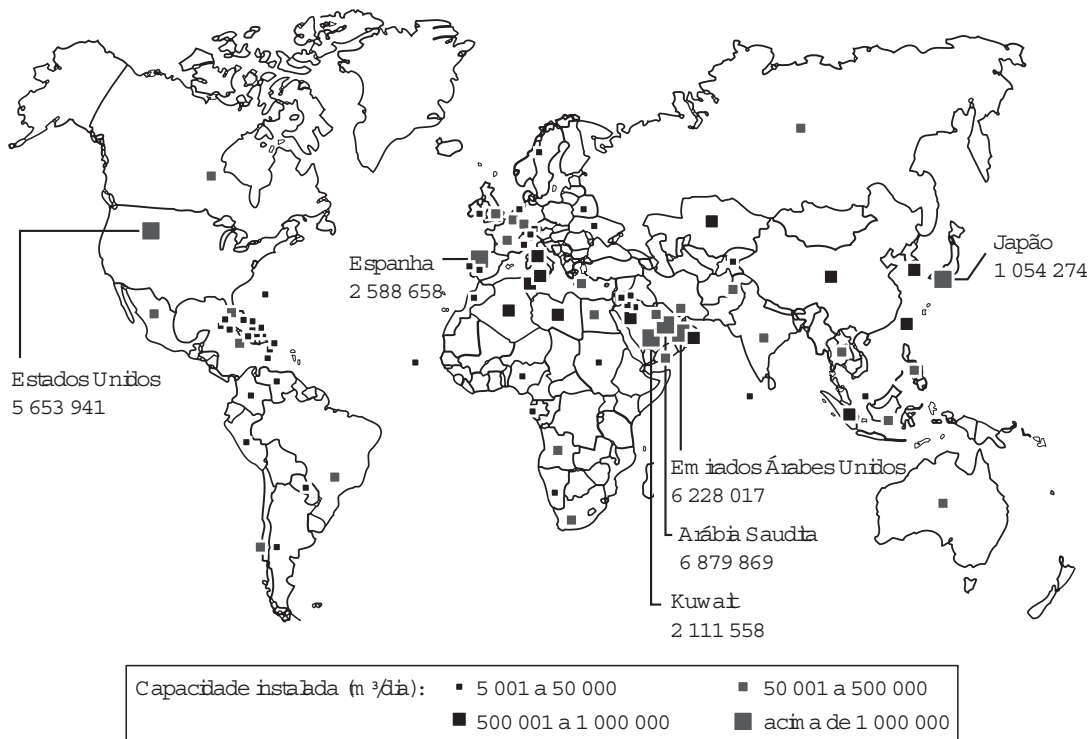 Japão
1 054 274
Espanha
2 588 658
Estados Unidos
5 653 941
Emirados Árabes Unidos
6 228 017
Arábia Saudita
6 879 869
Kuwait
2 111 558
Capacidade instalada (m³/dia): 5 001 a 50 000 50 001 a 500 000
500 001 a 1 000 000 acima de 1 000 000